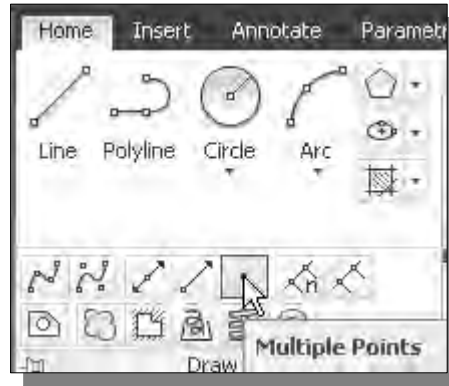 Home Insert Annotate Parametr
Line Polyline Circle Arc
Multiple Points
Draw